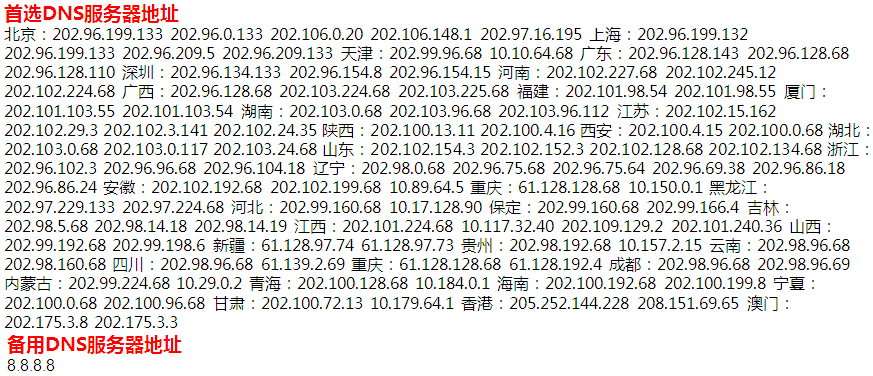 首选DNS服务器地址
北京：202.96.199.133 202.96.0.133 202.106.0.20 202.106.148.1 202.97.16.195 上海：202.96.199.132
202.96.199.133 202.96.209.5 202.96.209.133 天津：202.99.96.68 10.10.64.68 广东：202.96.128.143 202.96.128.68
202.96.128.110 深圳：202.96.134.133 202.96.154.8 202.96.154.15 河南：202.102.227.68 202.102.245.12
202.102.224.68 广西：202.96.128.68 202.103.224.68 202.103.225.68 福建：202.101.98.54 202.101.98.55 厦门：
202.101.103.55 202.101.103.54 湖南：202.103.0.68 202.103.96.68 202.103.96.112 江苏：202.102.15.162
202.102.29.3 202.102.3.141 202.102.24.35 陕西：202.100.13.11 202.100.4.16 西安：202.100.4.15 202.100.0.68 湖北：
202.103.0.68 202.103.0.117 202.103.24.68 山东：202.102.154.3 202.102.152.3 202.102.128.68 202.102.134.68 浙江：
202.96.102.3 202.96.96.68 202.96.104.18 辽宁：202.98.0.68 202.96.75.68 202.96.75.64 202.96.69.38 202.96.86.18
202.96.86.24 安徽：202.102.192.68 202.102.199.68 10.89.64.5 重庆：61.128.128.68 10.150.0.1 黑龙江：
202.97.229.133 202.97.224.68 河北：202.99.160.68 10.17.128.90 保定：202.99.160.68 202.99.166.4 吉林：
202.98.5.68 202.98.14.18 202.98.14.19 江西：202.101.224.68 10.117.32.40 202.109.129.2 202.101.240.36 山西：
202.99.192.68 202.99.198.6 新疆：61.128.97.74 61.128.97.73 贵州：202.98.192.68 10.157.2.15 云南：202.98.96.68
202.98.160.68 四川：202.98.96.68 61.139.2.69 重庆：61.128.128.68 61.128.192.4 成都：202.98.96.68 202.98.96.69
内蒙古：202.99.224.68 10.29.0.2 青海：202.100.128.68 10.184.0.1 海南：202.100.192.68 202.100.199.8 宁夏：
202.100.0.68 202.100.96.68 甘肃：202.100.72.13 10.179.64.1 香港：205.252.144.228 208.151.69.65 澳门：
202.175.3.8 202.175.3.3
备用DNS服务器地址
8.8.8.8